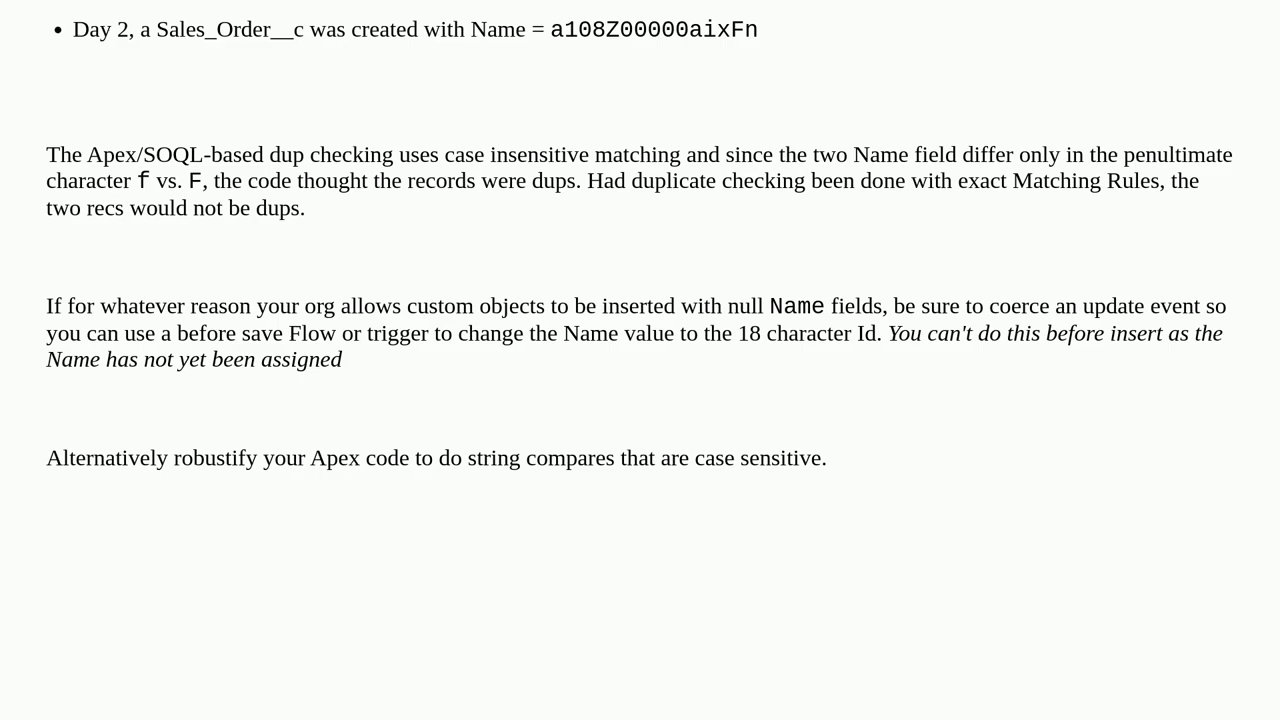 • Day 2, a Sales_Order__c was created with Name = a108Z00000aixFn
The Apex/SOQL-based dup checking uses case insensitive matching and since the two Name field differ only in the penultimate
character f vs. F, the code thought the records were dups. Had duplicate checking been done with exact Matching Rules, the
two recs would not be dups.
If for whatever reason your org allows custom objects to be inserted with null Name fields, be sure to coerce an update event so
you can use a before save Flow or trigger to change the Name value to the 18 character Id. You can't do this before insert as the
Name has not yet been assigned
Alternatively robustify your Apex code to do string compares that are case sensitive.